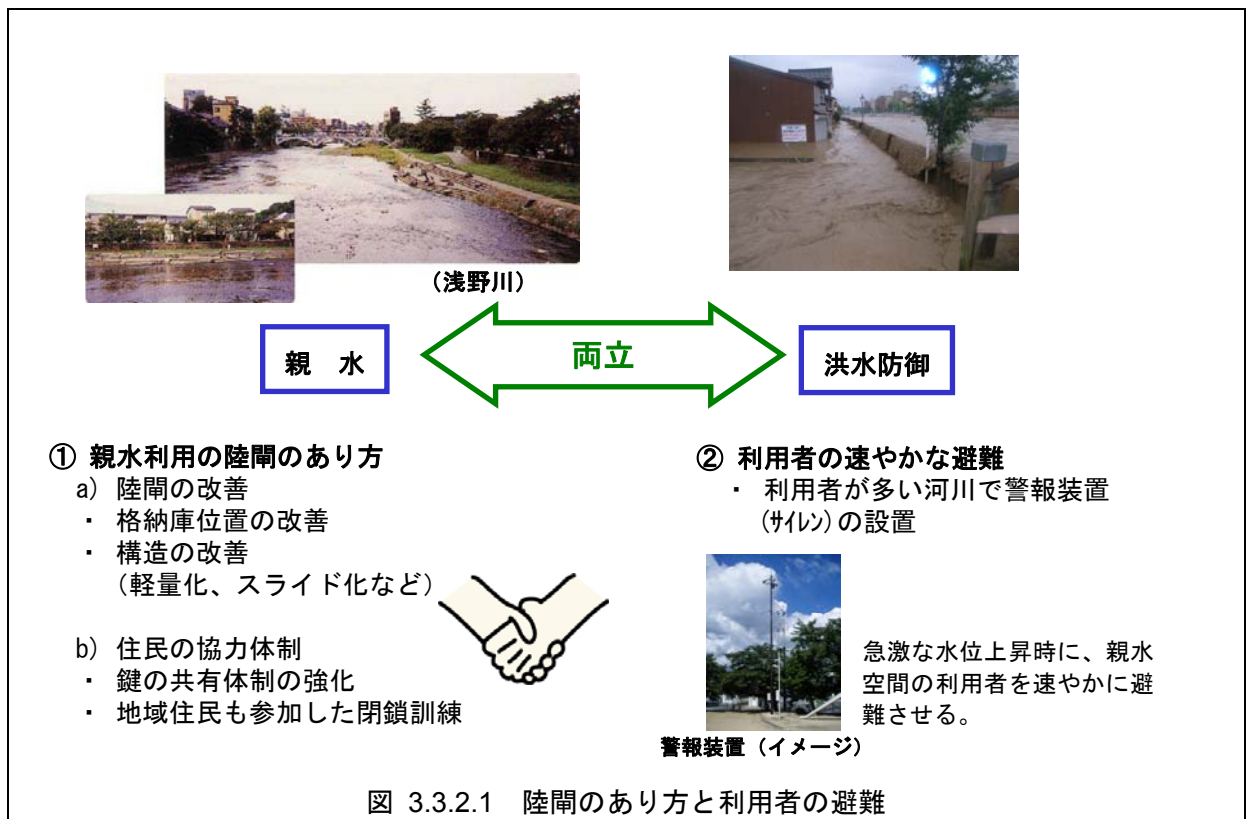 (浅野川)
親 水
両立
洪水防御
① 親水利用の陸閘のあり方
a) 陸閘の改善
・ 格納庫位置の改善
・ 構造の改善
(軽量化、スライド化など)
b) 住民の協力体制
・ 鍵の共有体制の強化
・ 地域住民も参加した閉鎖訓練
② 利用者の速やかな避難
・ 利用者が多い河川で警報装置
(ｻｲﾚﾝ)の設置
急激な水位上昇時に、親水
空間の利用者を速やかに避
難させる。
警報装置(イメージ)
図 3.3.2.1 陸閘のあり方と利用者の避難